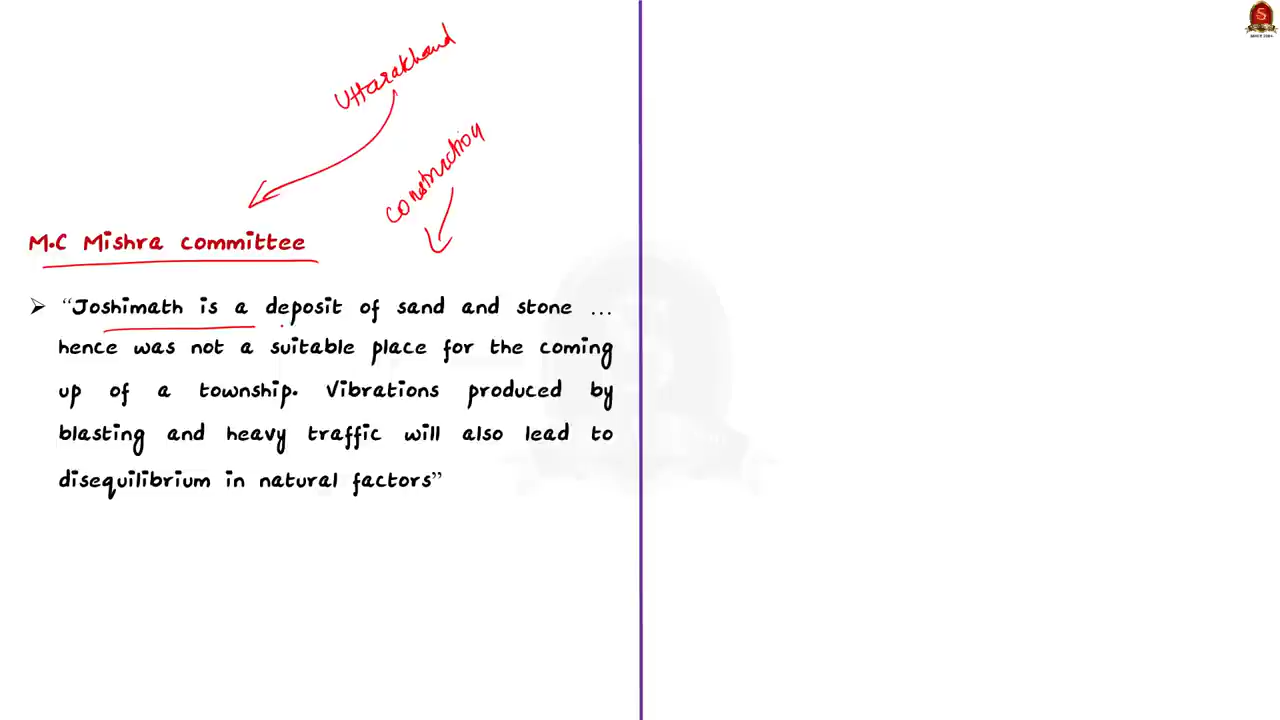 Uttarakhand
Construction
M.C Mishra committee
➤ “Joshimath is a deposit of sand and stone ...
hence was not a suitable place for the coming
up of a township. Vibrations produced by
blasting and heavy traffic will also lead to
disequilibrium in natural factors”